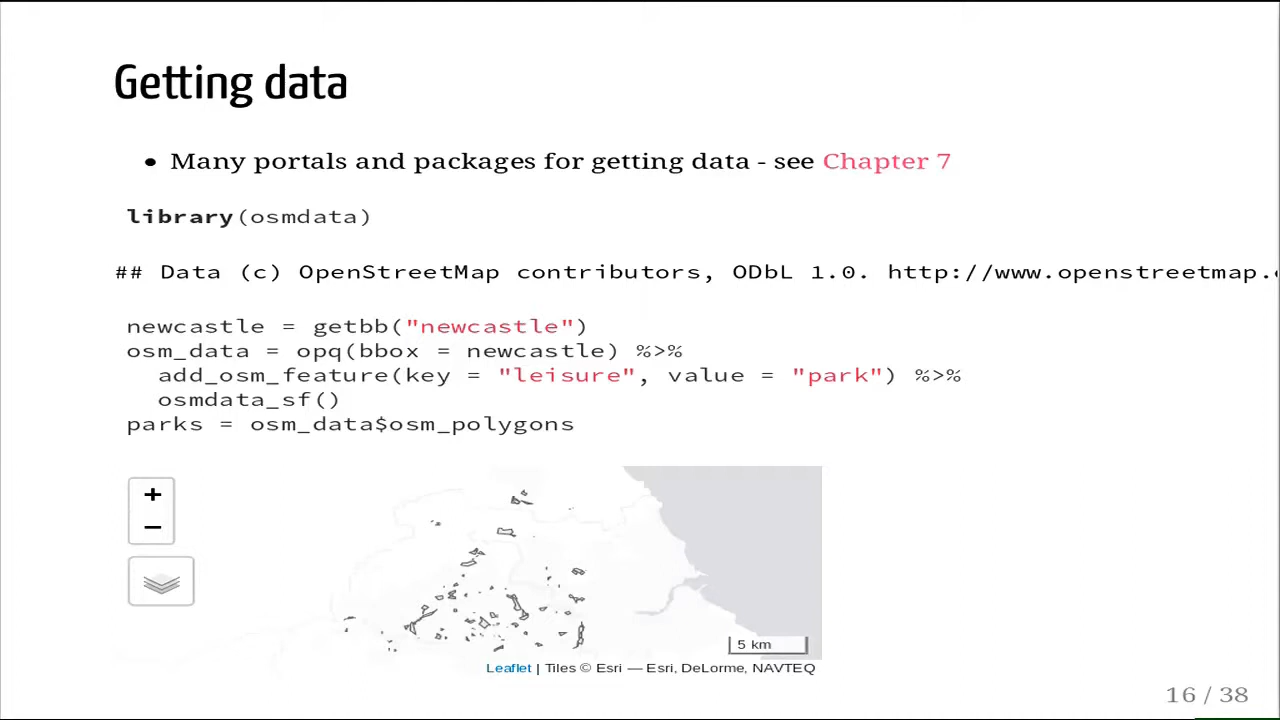 Getting data
• Many portals and packages for getting data - see Chapter 7
library(osmdata)
## Data (c) OpenStreetMap contributors, ODbL 1.0. http://www.openstreetmap.
newcastle = getbb("newcastle")
osm_data = opq(bbox = newcastle) %>%
add_osm_feature(key = "leisure", value = "park") %>%
osmdata_sf()
parks = osm_data$osm_polygons
+
−
5 km
Leaflet | Tiles © Esri — Esri, DeLorme, NAVTEQ
16 / 38